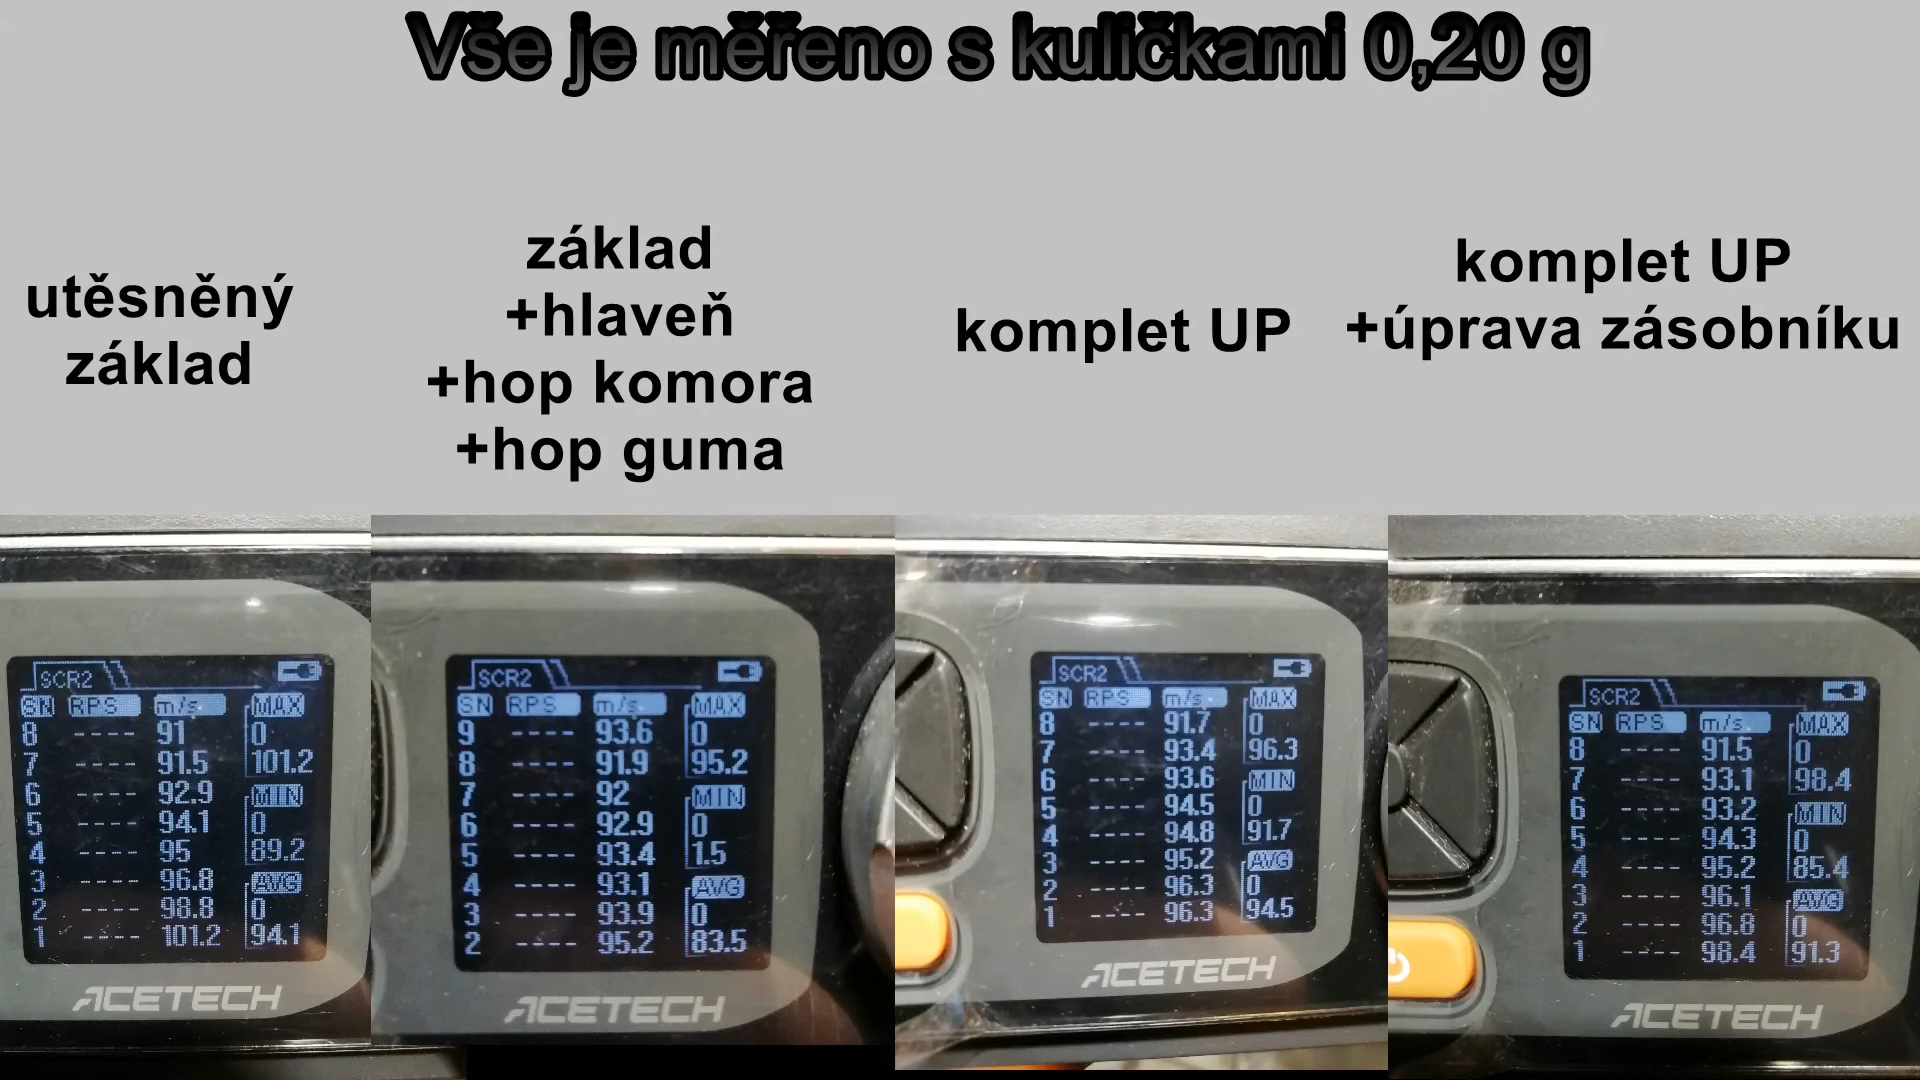 Vše je měřeno s kuličkami 0,20 g
utěsněný
základ
základ
+hlaveň
+hop komora
+hop guma
komplet UP
komplet UP
+úprava zásobníku
SCR2
SN RPS m/s MAX
8 ---- 91 0
7 ---- 91.5 101.2
6 ---- 92.9 MIN
5 ---- 94.1 0
4 ---- 95 89.2
3 ---- 96.8 AVG
2 ---- 98.8 0
1 ---- 101.2 94.1
ACETECH
SCR2
SN RPS m/s MAX
9 ---- 93.6 0
8 ---- 91.9 95.2
7 ---- 92 MIN
6 ---- 92.9 0
5 ---- 93.4 1.5
4 ---- 93.1 AVG
3 ---- 93.9 0
2 ---- 95.2 83.5
ACETECH
SCR2
SN RPS m/s MAX
8 ---- 91.7 0
7 ---- 93.4 96.3
6 ---- 93.6 MIN
5 ---- 94.5 0
4 ---- 94.8 91.7
3 ---- 95.2 AVG
2 ---- 96.3 0
1 ---- 96.3 94.5
ACETECH
SCR2
SN RPS m/s MAX
8 ---- 91.5 0
7 ---- 93.1 98.4
6 ---- 93.2 MIN
5 ---- 94.3 0
4 ---- 95.2 85.4
3 ---- 96.1 AVG
2 ---- 96.8 0
1 ---- 98.4 91.3
ACETECH